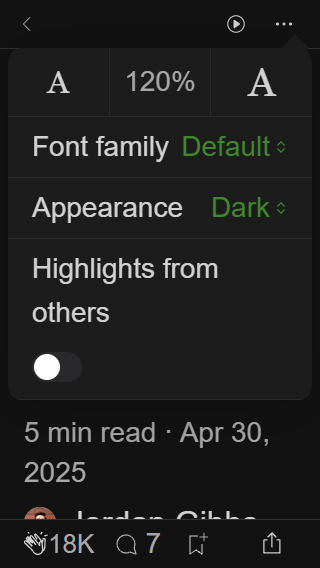 A 120% A
Font family Default
Appearance Dark
Highlights from
others
5 min read · Apr 30,
2025
18K 7